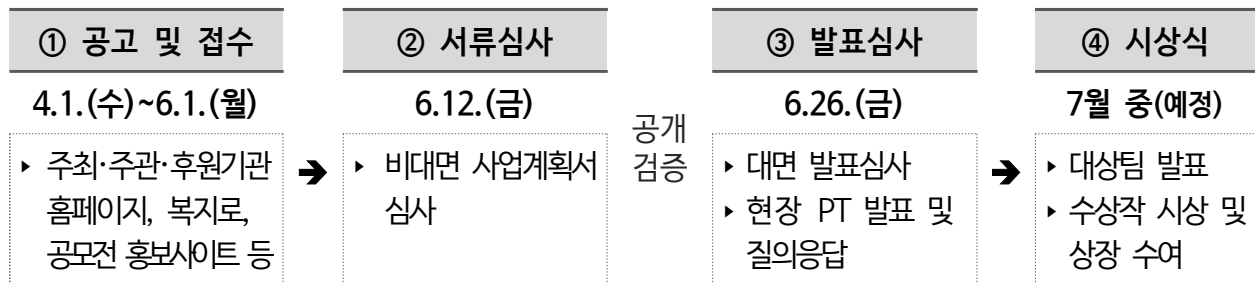 ① 공고 및 접수
4.1.(수)~6.1.(월)
▸ 주최·주관·후원기관
홈페이지, 복지로,
공모전 홍보사이트 등
➔
② 서류심사
6.12.(금)
▸ 비대면 사업계획서
심사
공개
검증
③ 발표심사
6.26.(금)
▸ 대면 발표심사
▸ 현장 PT 발표 및
질의응답
➔
④ 시상식
7월 중(예정)
▸ 대상팀 발표
▸ 수상작 시상 및
상장 수여